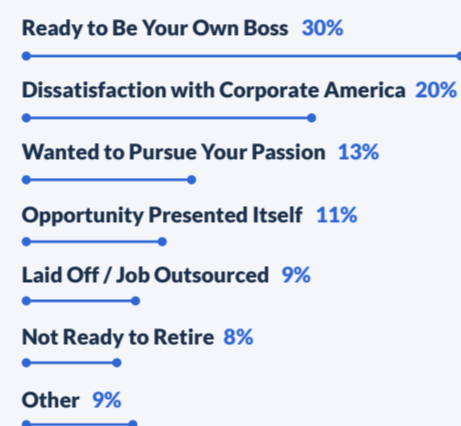 Ready to Be Your Own Boss 30%
Dissatisfaction with Corporate America 20%
Wanted to Pursue Your Passion 13%
Opportunity Presented Itself 11%
Laid Off / Job Outsourced 9%
Not Ready to Retire 8%
Other 9%